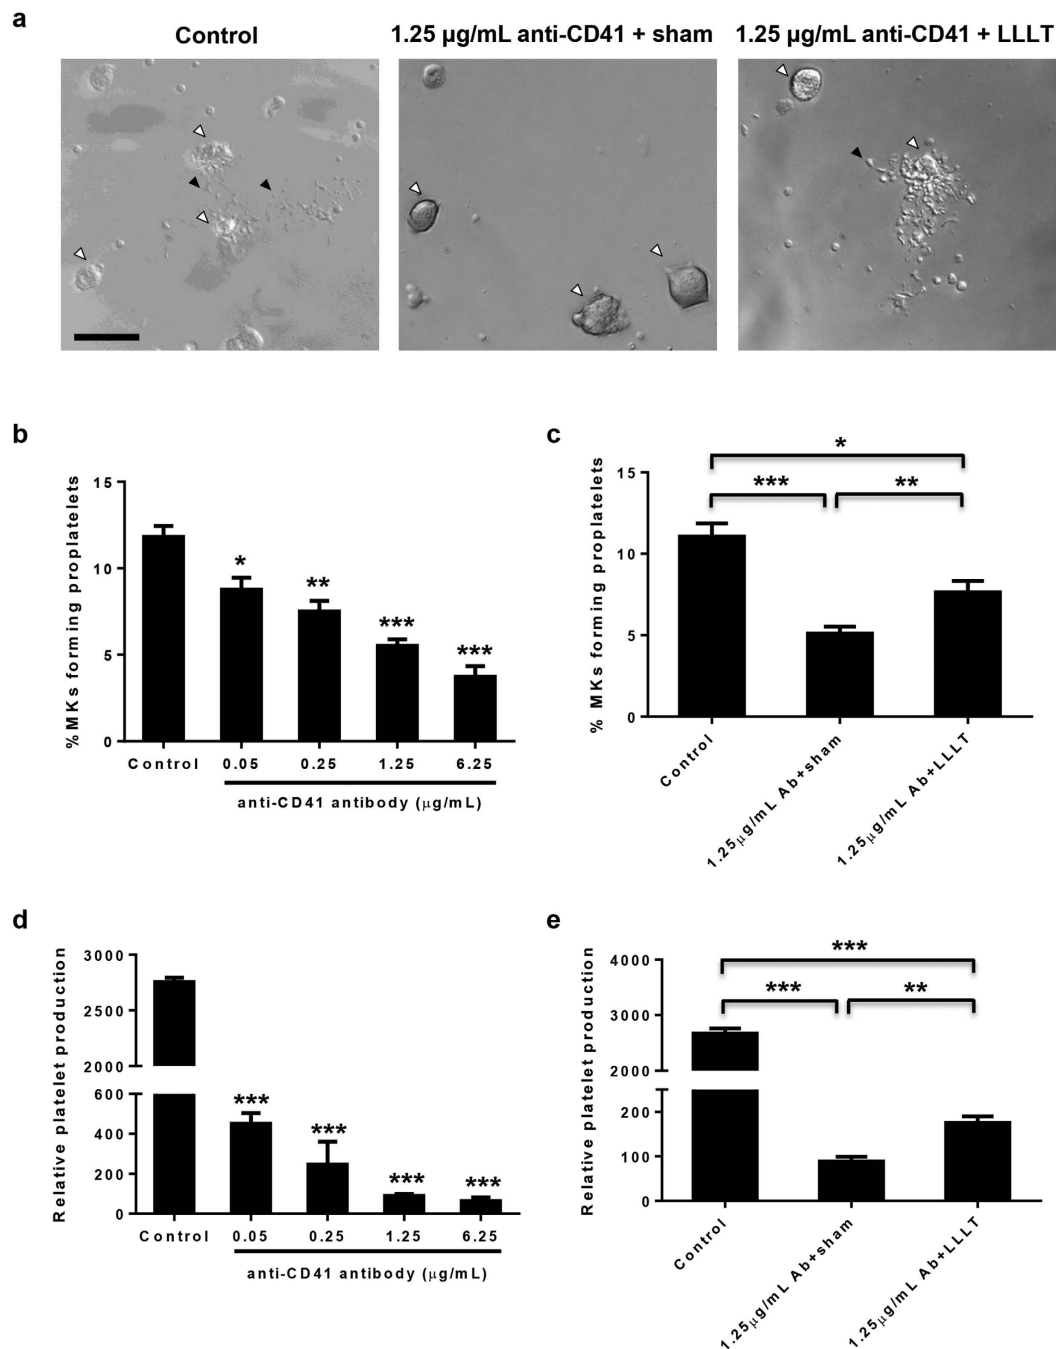 a
Control
1.25 µg/mL anti-CD41 + sham
1.25 µg/mL anti-CD41 + LLLT
b
%MKs forming proplatelets
15
10
5
0
*
**
***
***
Control
0.05
0.25
1.25
6.25
anti-CD41 antibody (µg/mL)
c
% MKs forming proplatelets
15
10
5
0
*
***
**
Control
1.25µg/mL Ab+sham
1.25µg/mL Ab+LLLT
d
Relative platelet production
3000
2500
2000
600
400
200
0
***
***
***
***
Control
0.05
0.25
1.25
6.25
anti-CD41 antibody (µg/mL)
e
Relative platelet production
4000
3000
2000
200
100
0
***
***
**
Control
1.25µg/mL Ab+sham
1.25µg/mL Ab+LLLT